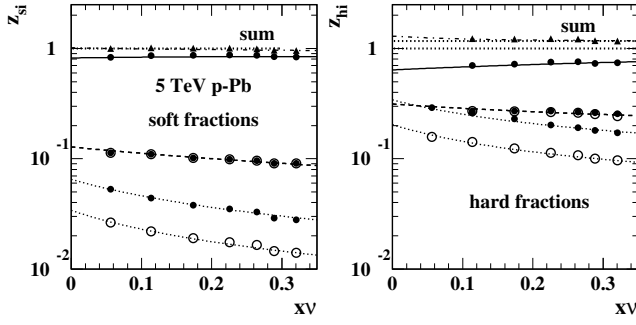 z_si
1
10^-1
10^-2
sum
5 TeV p-Pb
soft fractions
0
0.1
0.2
0.3
xν
z_hi
1
10^-1
10^-2
sum
hard fractions
0
0.1
0.2
0.3
xν